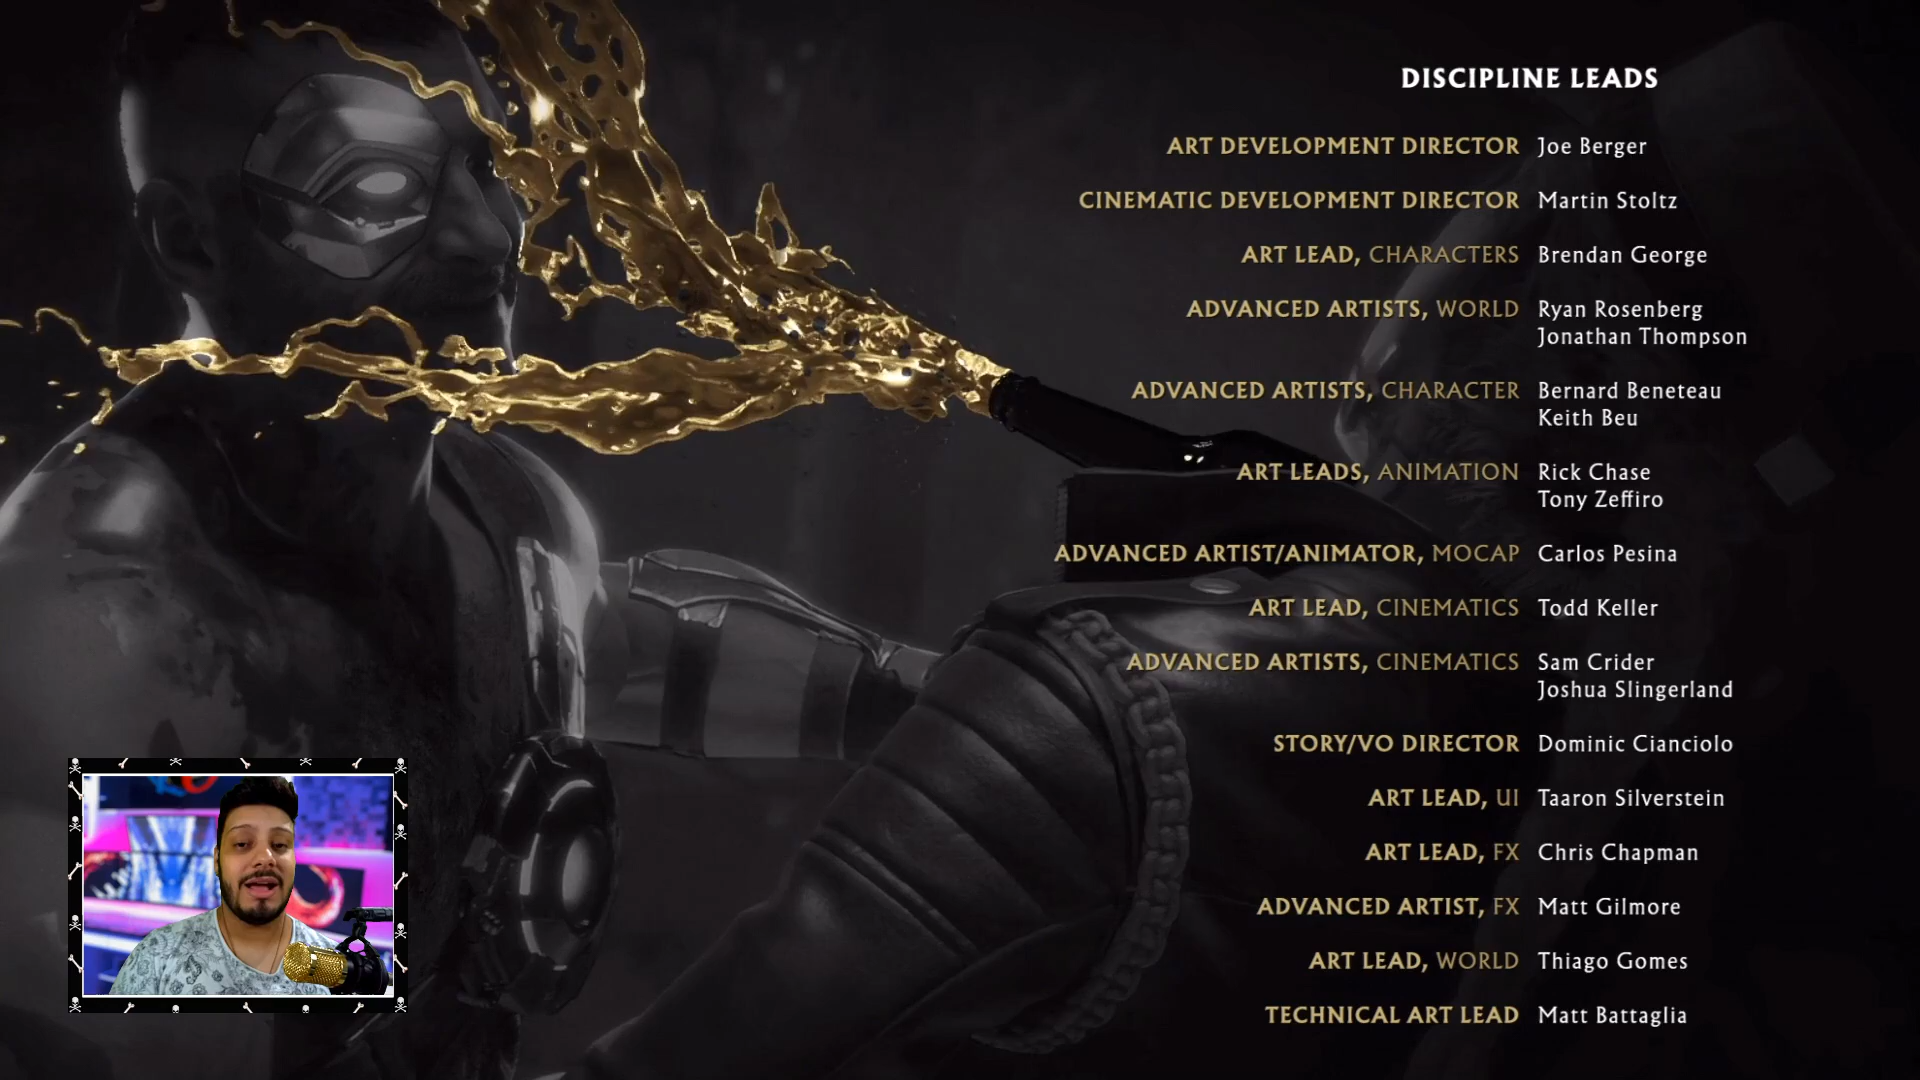 DISCIPLINE LEADS
ART DEVELOPMENT DIRECTOR Joe Berger
CINEMATIC DEVELOPMENT DIRECTOR Martin Stoltz
ART LEAD, CHARACTERS Brendan George
ADVANCED ARTISTS, WORLD Ryan Rosenberg
Jonathan Thompson
ADVANCED ARTISTS, CHARACTER Bernard Beneteau
Keith Beu
ART LEADS, ANIMATION Rick Chase
Tony Zeffiro
ADVANCED ARTIST/ANIMATOR, MOCAP Carlos Pesina
ART LEAD, CINEMATICS Todd Keller
ADVANCED ARTISTS, CINEMATICS Sam Crider
Joshua Slingerland
STORY/VO DIRECTOR Dominic Cianciolo
ART LEAD, UI Taaron Silverstein
ART LEAD, FX Chris Chapman
ADVANCED ARTIST, FX Matt Gilmore
ART LEAD, WORLD Thiago Gomes
TECHNICAL ART LEAD Matt Battaglia